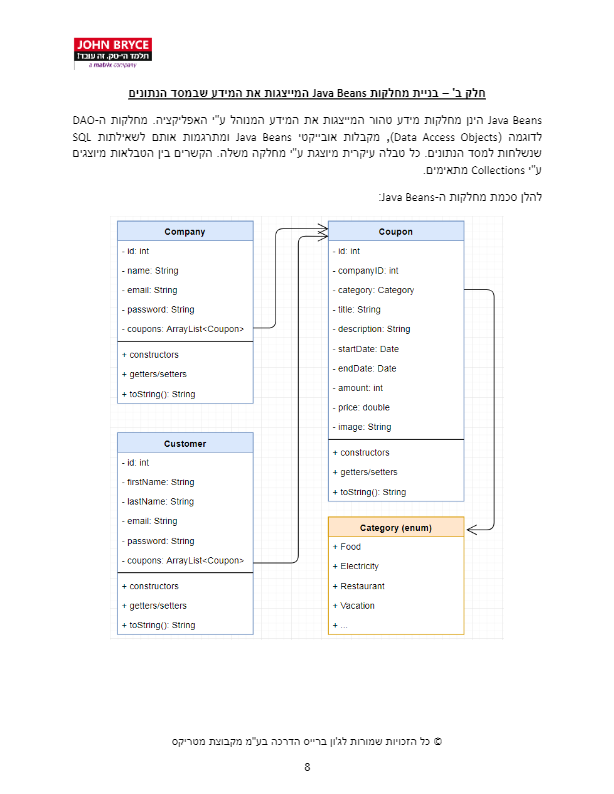 JOHN BRYCE
תלמד היי-טק. זה עובד!
a matrix company
חלק ב' – בניית מחלקות Java Beans המייצגות את המידע שבמסד הנתונים
Java Beans הינן מחלקות מידע טהור המייצגות את המידע המנוהל ע"י האפליקציה. מחלקות ה-DAO
לדוגמה (Data Access Objects), מקבלות אובייקטי Java Beans ומתרגמות אותם לשאילתות SQL
שנשלחות למסד הנתונים. כל טבלה עיקרית מיוצגת ע"י מחלקה משלה. הקשרים בין הטבלאות מיוצגים
ע"י Collections מתאימים.
להלן סכמת מחלקות ה-Java Beans:
Company
- id: int
- name: String
- email: String
- password: String
- coupons: ArrayList<Coupon>
+ constructors
+ getters/setters
+ toString(): String
Customer
- id: int
- firstName: String
- lastName: String
- email: String
- password: String
- coupons: ArrayList<Coupon>
+ constructors
+ getters/setters
+ toString(): String
Coupon
- id: int
- companyID: int
- category: Category
- title: String
- description: String
- startDate: Date
- endDate: Date
- amount: int
- price: double
- image: String
+ constructors
+ getters/setters
+ toString(): String
Category (enum)
+ Food
+ Electricity
+ Restaurant
+ Vacation
+ ...
© כל הזכויות שמורות לג'ון ברייס הדרכה בע"מ מקבוצת מטריקס
8